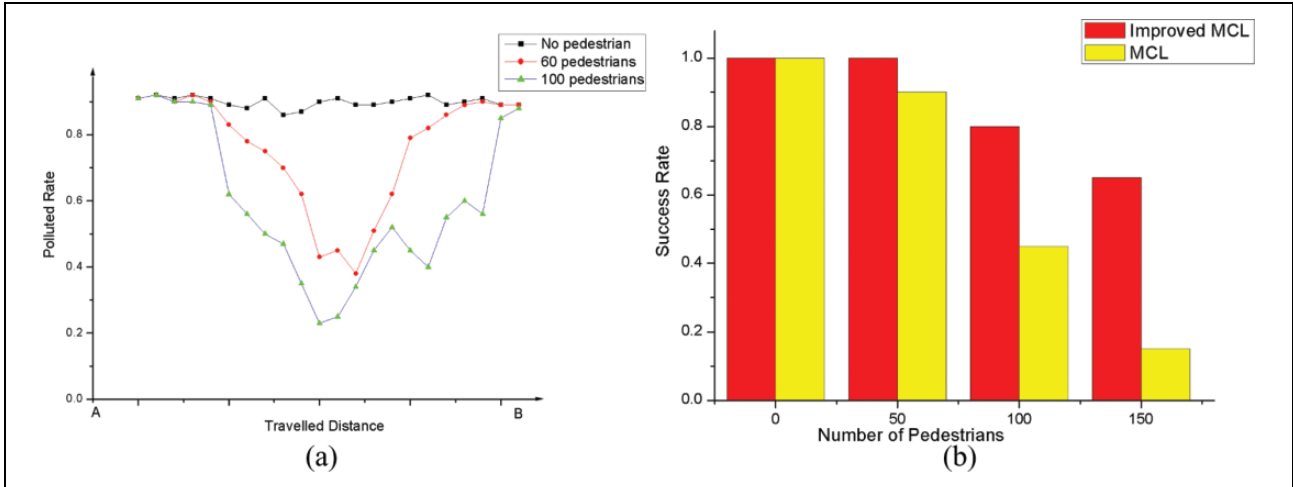 No pedestrian
60 pedestrians
100 pedestrians
0.8
0.6
0.4
0.2
0.0
Polluted Rate
A
B
Travelled Distance
(a)
Improved MCL
MCL
1.0
0.8
0.6
0.4
0.2
0.0
Success Rate
0
50
100
150
Number of Pedestrians
(b)